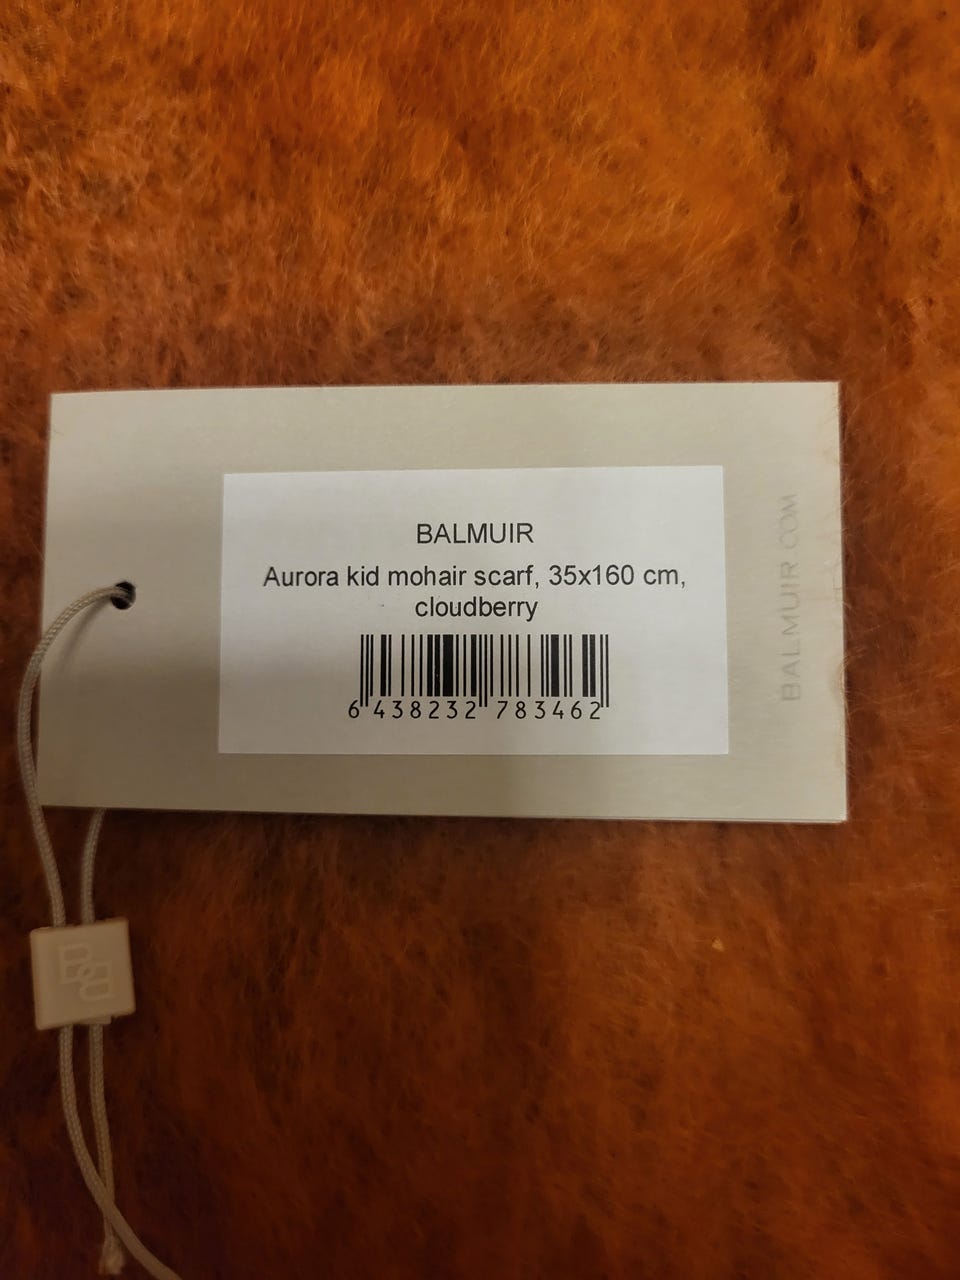 BALMUIR
Aurora kid mohair scarf, 35x160 cm,
cloudberry
6 438232 783462
BALMUIR.COM